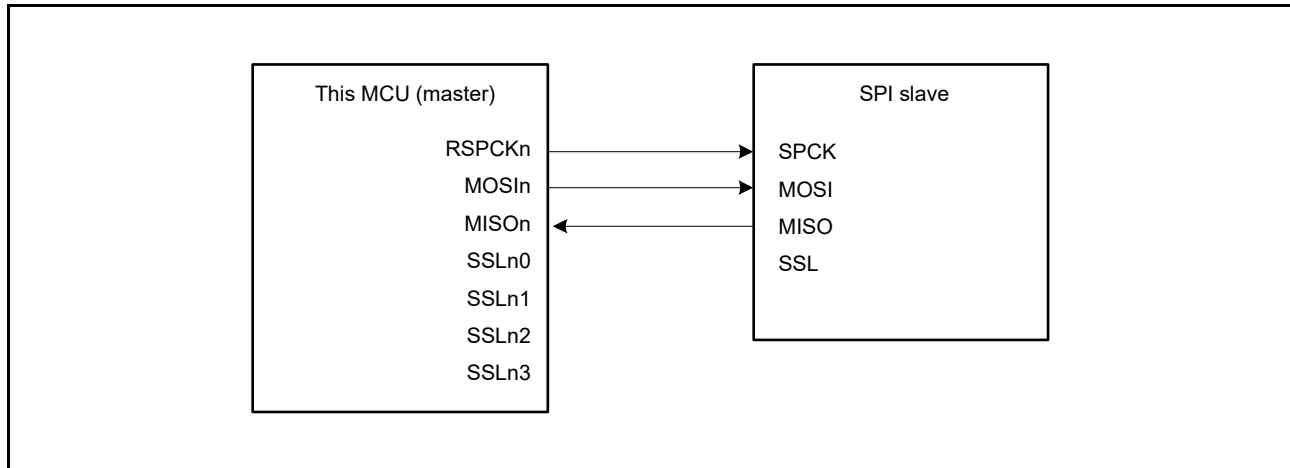 This MCU (master)
RSPCKn
MOSIn
MISOn
SSLn0
SSLn1
SSLn2
SSLn3
SPI slave
SPCK
MOSI
MISO
SSL